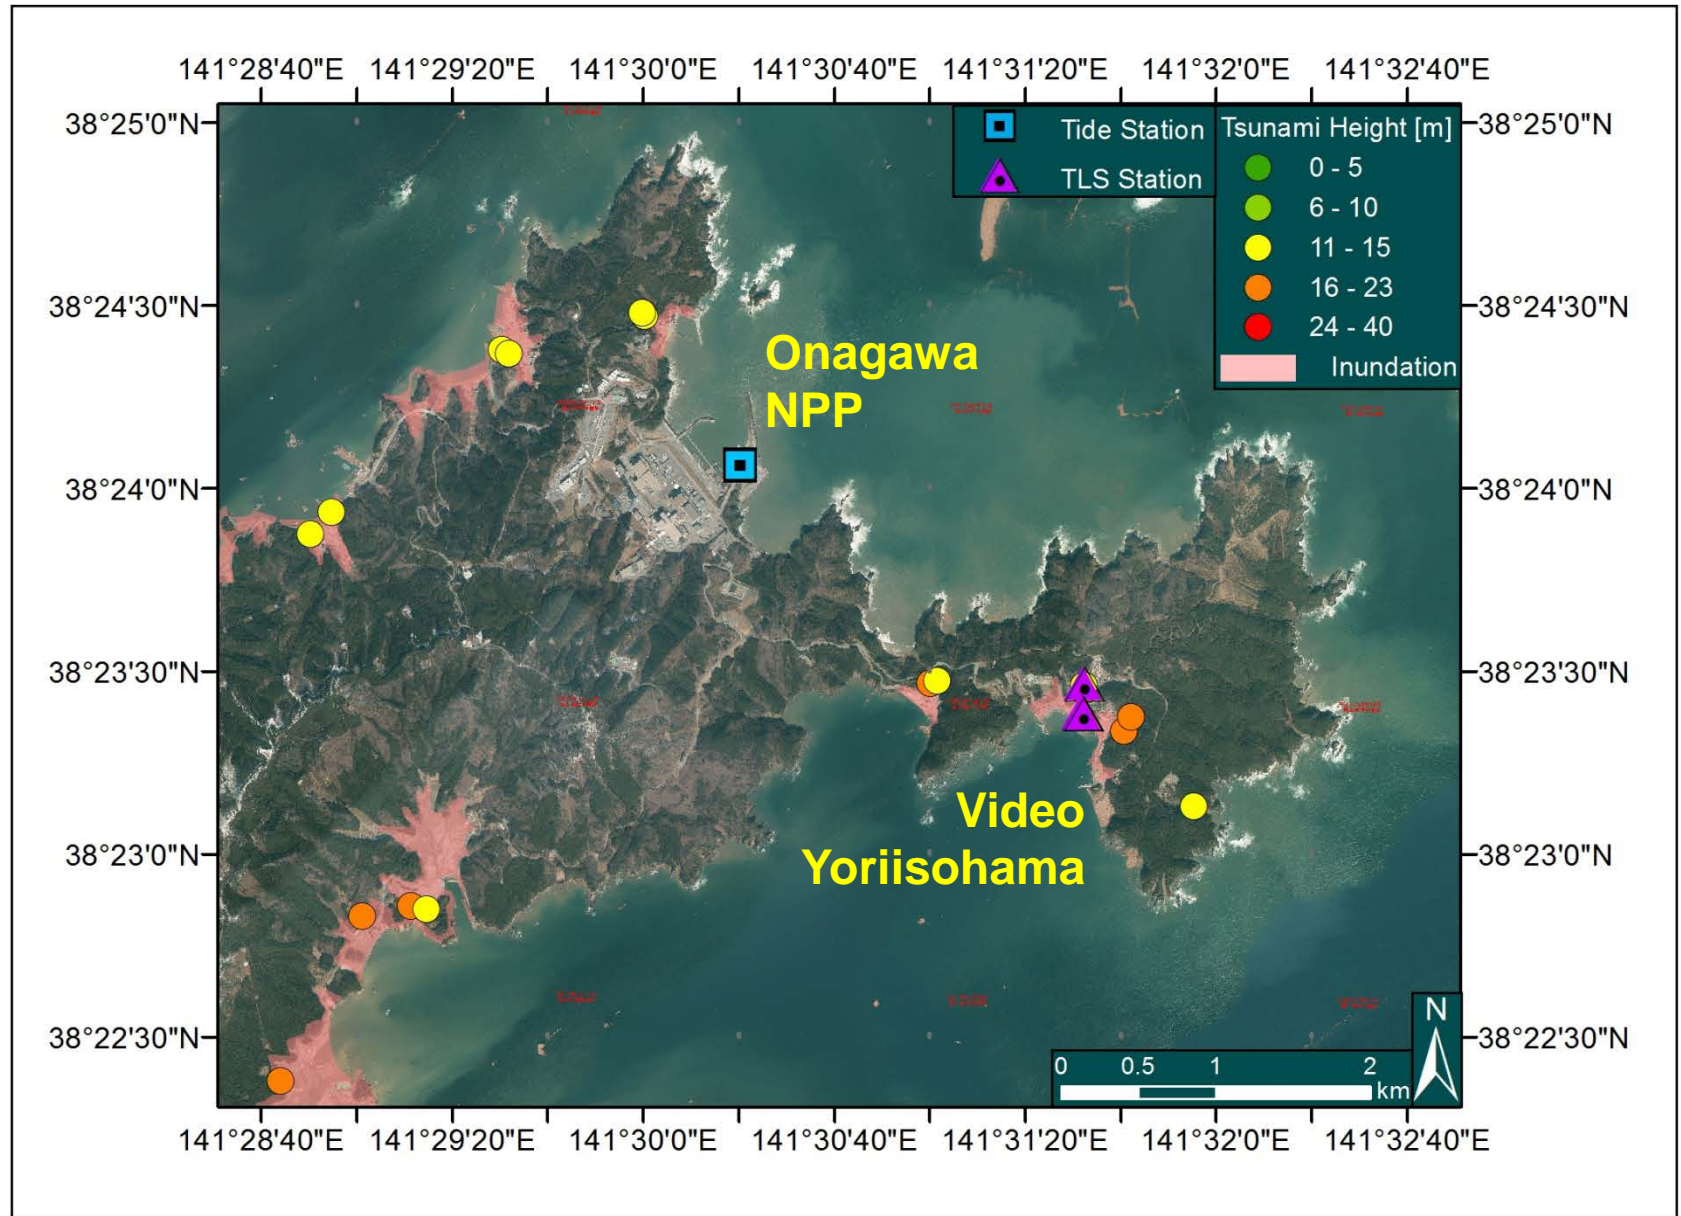 141°28'40"E 141°29'20"E 141°30'0"E 141°30'40"E 141°31'20"E 141°32'0"E 141°32'40"E
38°25'0"N 38°25'0"N
Tide Station
TLS Station
Tsunami Height [m]
0 - 5
6 - 10
11 - 15
16 - 23
24 - 40
Inundation
38°24'30"N 38°24'30"N
Onagawa
NPP
38°24'0"N 38°24'0"N
38°23'30"N 38°23'30"N
Video
Yoriisohama
38°23'0"N 38°23'0"N
38°22'30"N 38°22'30"N
N
0 0.5 1 2
km
141°28'40"E 141°29'20"E 141°30'0"E 141°30'40"E 141°31'20"E 141°32'0"E 141°32'40"E